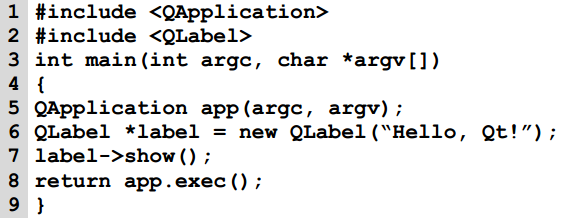 1 #include <QApplication>
2 #include <QLabel>
3 int main(int argc, char *argv[])
4 {
5 QApplication app(argc, argv);
6 QLabel *label = new QLabel(“Hello, Qt!”);
7 label->show();
8 return app.exec();
9 }